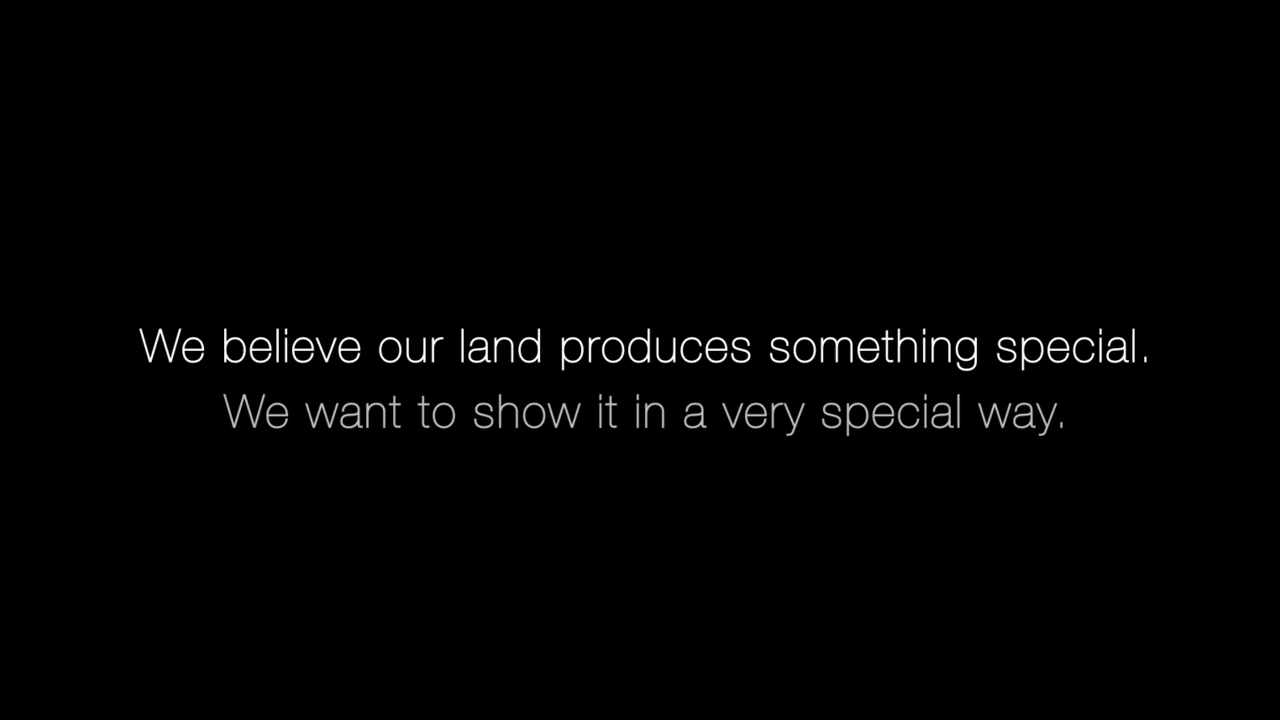 We believe our land produces something special.
We want to show it in a very special way.